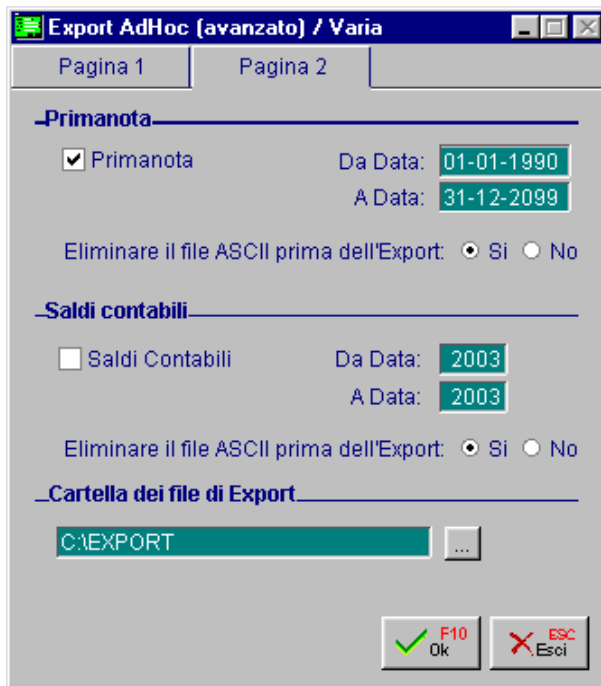 Export AdHoc (avanzato) / Varia
Pagina 1 Pagina 2
Primanota
Primanota Da Data: 01-01-1990
A Data: 31-12-2099
Eliminare il file ASCII prima dell'Export: Si No
Saldi contabili
Saldi Contabili Da Data: 2003
A Data: 2003
Eliminare il file ASCII prima dell'Export: Si No
Cartella dei file di Export
C:\EXPORT ...
F10 ESC
Ok Esci